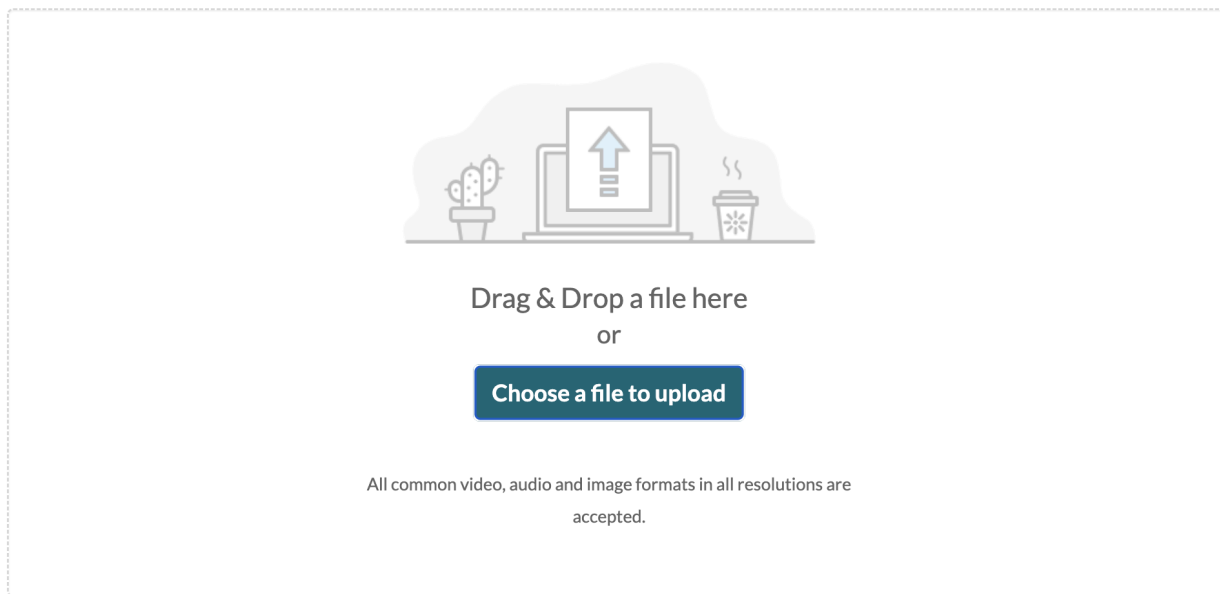 Drag & Drop a file here
or
Choose a file to upload
All common video, audio and image formats in all resolutions are
accepted.